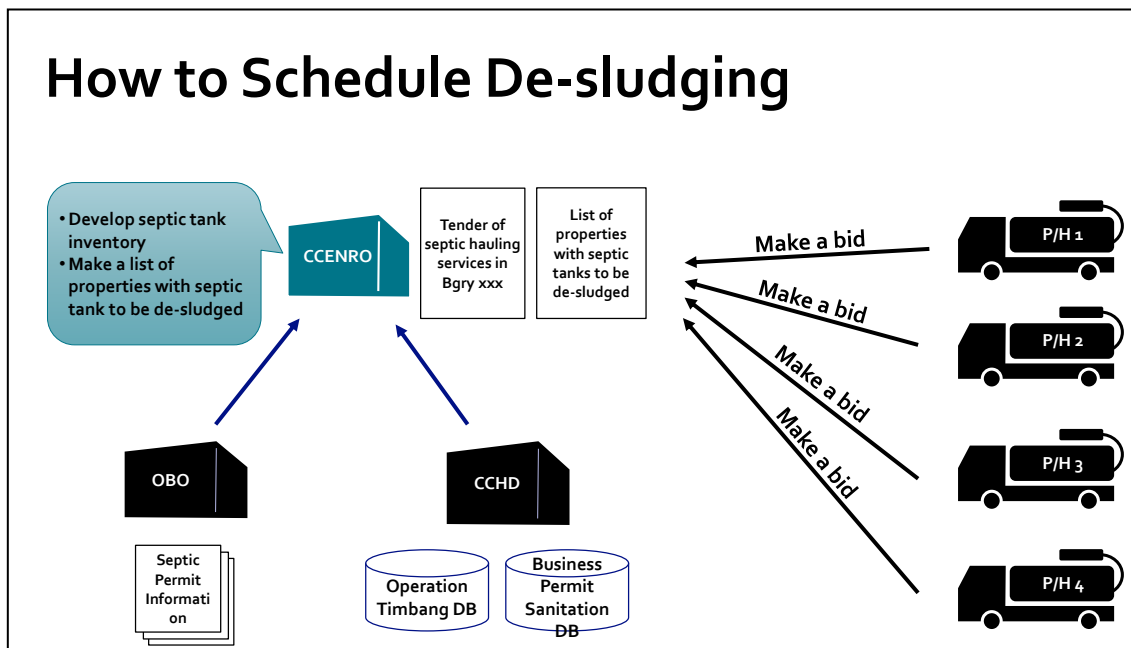 How to Schedule De-sludging
• Develop septic tank
inventory
• Make a list of
properties with septic
tank to be de-sludged
CCENRO
Tender of
septic hauling
services in
Bgry xxx
List of
properties
with septic
tanks to be
de-sludged
Make a bid
Make a bid
Make a bid
Make a bid
P/H 1
P/H 2
P/H 3
P/H 4
OBO
CCHD
Septic
Permit
Informati
on
Operation
Timbang DB
Business
Permit
Sanitation
DB